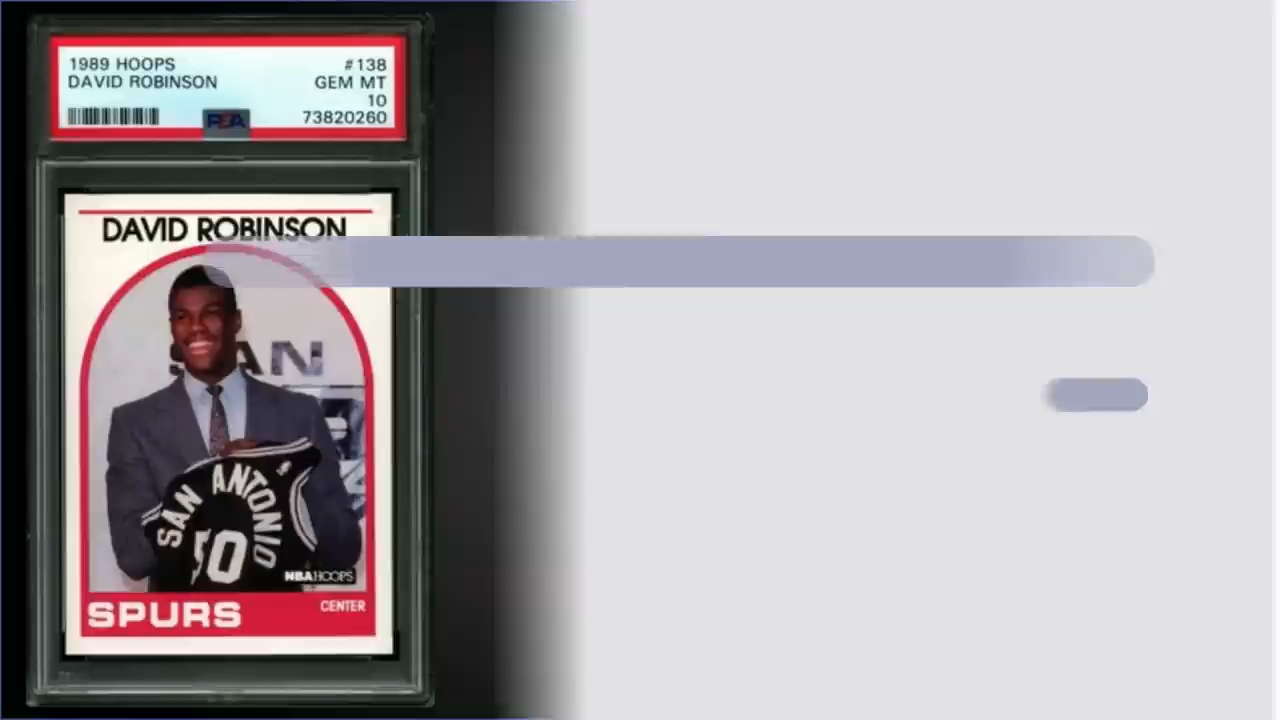 1989 HOOPS #138
DAVID ROBINSON GEM MT
10
PSA 73820260
DAVID ROBINSON
SAN
SAN ANTONIO
50
NBA HOOPS
SPURS CENTER